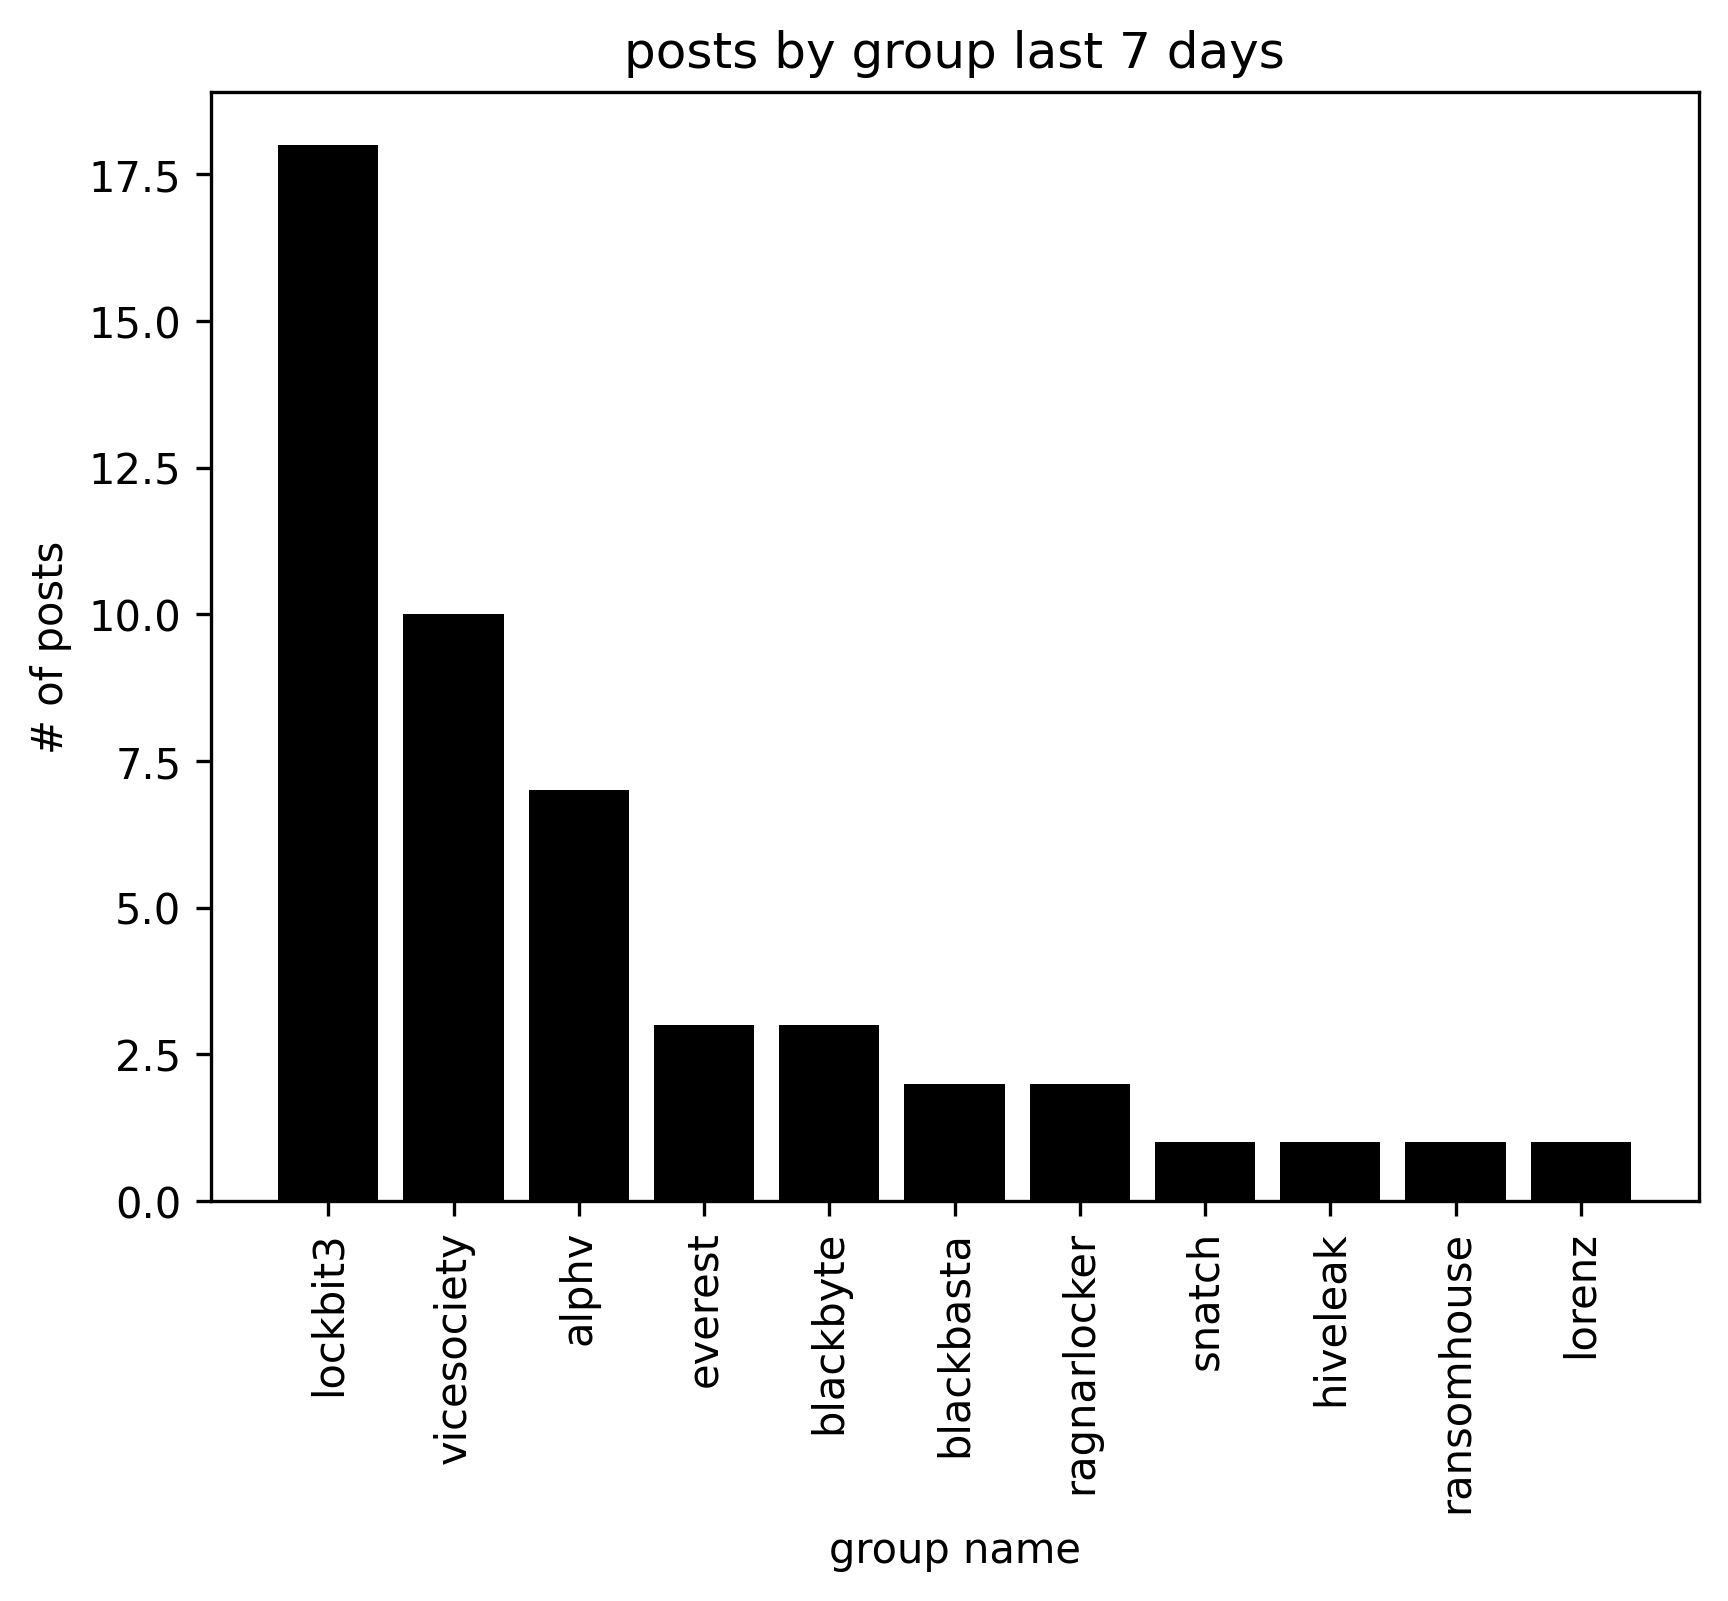 posts by group last 7 days
17.5
15.0
12.5
10.0
7.5
5.0
2.5
0.0
# of posts
lockbit3
vicesociety
alphv
everest
blackbyte
blackbasta
ragnarlocker
snatch
hiveleak
ransomhouse
lorenz
group name